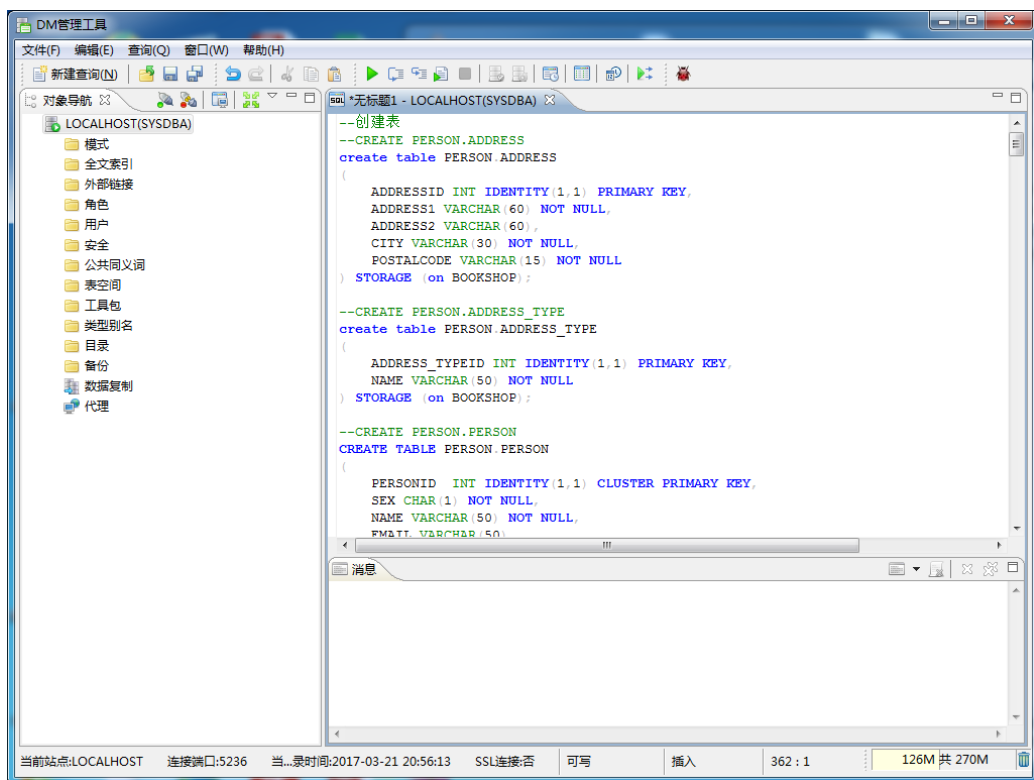 DM管理工具
文件(F) 编辑(E) 查询(Q) 窗口(W) 帮助(H)
新建查询(N)
对象导航
LOCALHOST(SYSDBA)
模式
全文索引
外部链接
角色
用户
安全
公共同义词
表空间
工具包
类型别名
目录
备份
数据复制
代理
*无标题1 - LOCALHOST(SYSDBA)
--创建表
--CREATE PERSON.ADDRESS
create table PERSON.ADDRESS
(
ADDRESSID INT IDENTITY(1,1) PRIMARY KEY,
ADDRESS1 VARCHAR(60) NOT NULL,
ADDRESS2 VARCHAR(60),
CITY VARCHAR(30) NOT NULL,
POSTALCODE VARCHAR(15) NOT NULL
) STORAGE (on BOOKSHOP);
--CREATE PERSON.ADDRESS_TYPE
create table PERSON.ADDRESS_TYPE
(
ADDRESS_TYPEID INT IDENTITY(1,1) PRIMARY KEY,
NAME VARCHAR(50) NOT NULL
) STORAGE (on BOOKSHOP);
--CREATE PERSON.PERSON
CREATE TABLE PERSON.PERSON
(
PERSONID INT IDENTITY(1,1) CLUSTER PRIMARY KEY,
SEX CHAR(1) NOT NULL,
NAME VARCHAR(50) NOT NULL,
EMAIL VARCHAR(50)
消息
当前站点:LOCALHOST 连接端口:5236 当...录时间:2017-03-21 20:56:13 SSL连接:否 可写 插入 362 : 1 126M 共 270M